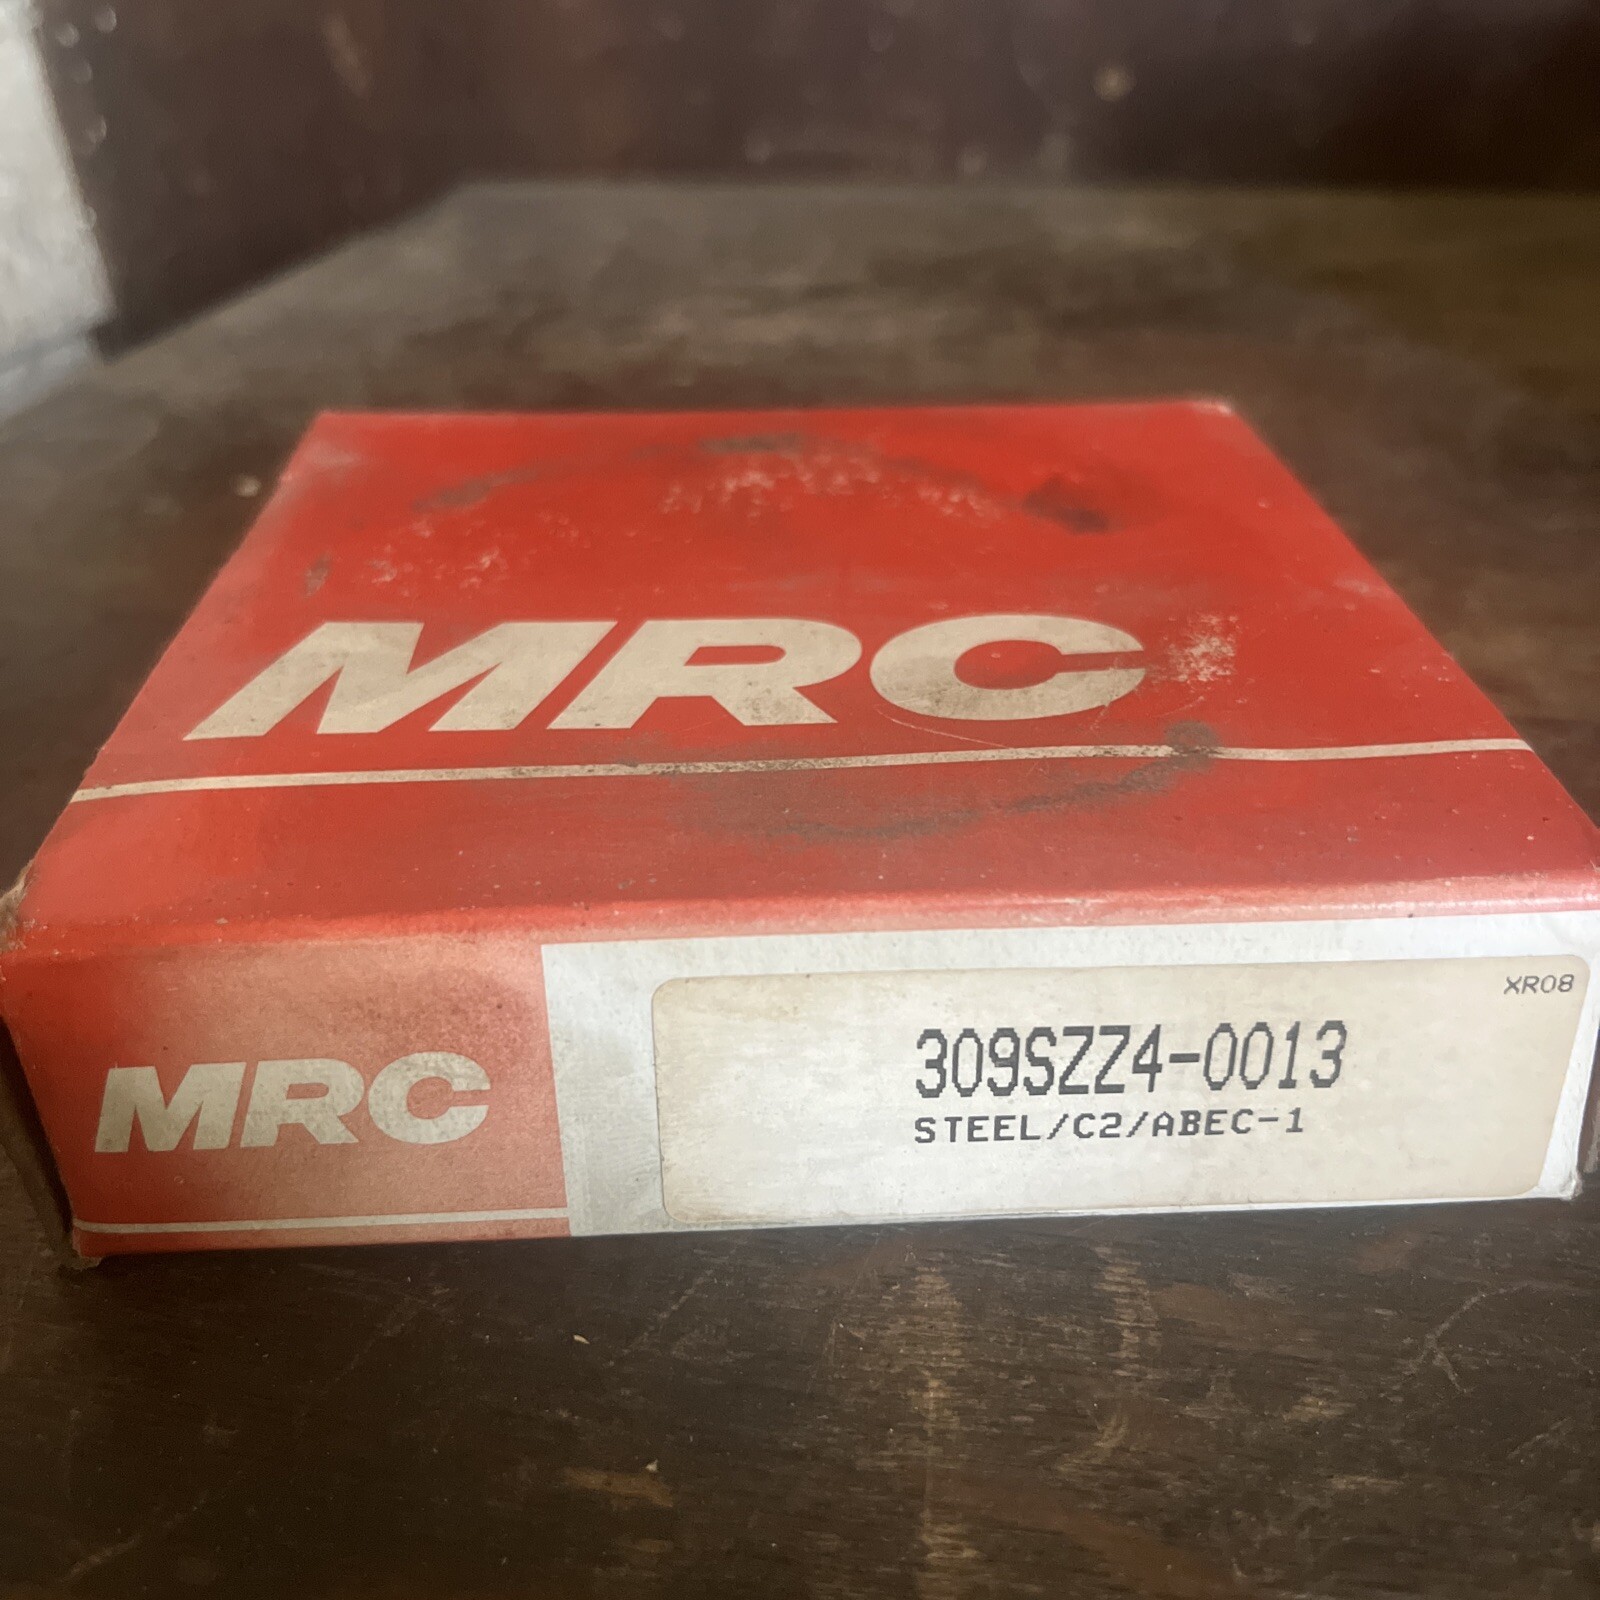 MRC
MRC
XR08
309SZZ4-0013
STEEL/C2/ABEC-1